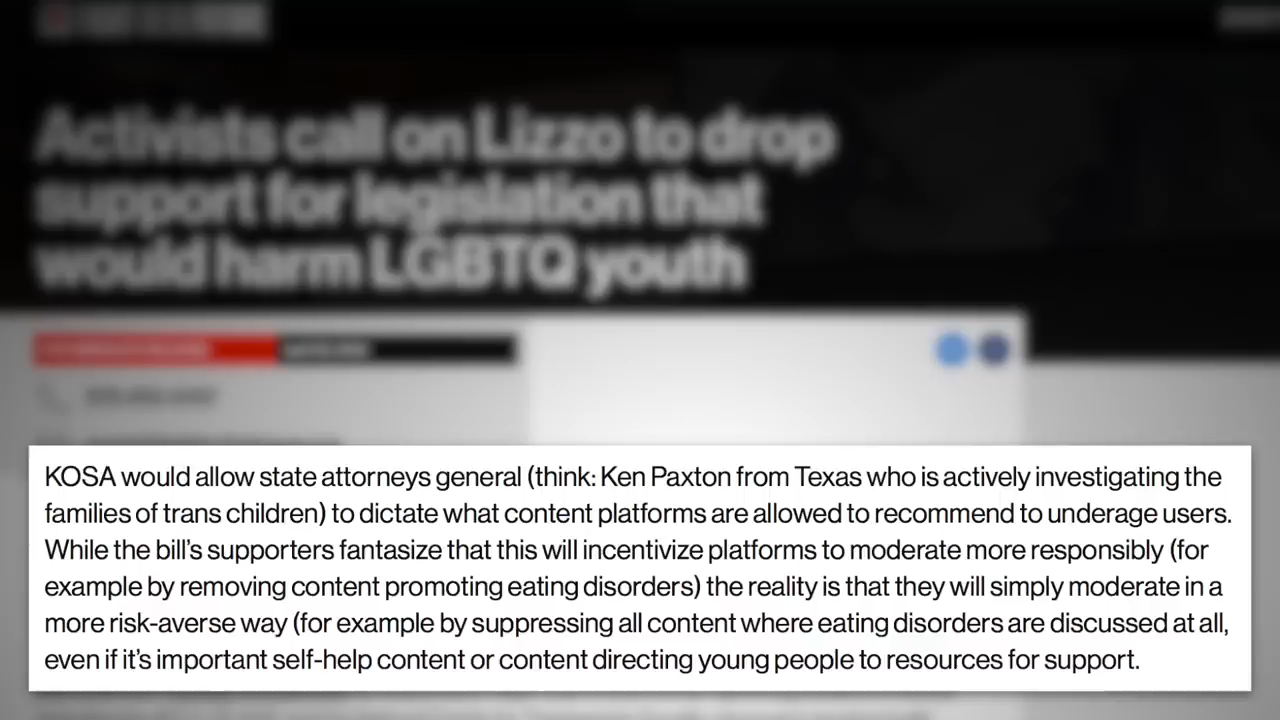 Activists call on Lizzo to drop
support for legislation that
would harm LGBTQ youth
KOSA would allow state attorneys general (think: Ken Paxton from Texas who is actively investigating the
families of trans children) to dictate what content platforms are allowed to recommend to underage users.
While the bill’s supporters fantasize that this will incentivize platforms to moderate more responsibly (for
example by removing content promoting eating disorders) the reality is that they will simply moderate in a
more risk-averse way (for example by suppressing all content where eating disorders are discussed at all,
even if it’s important self-help content or content directing young people to resources for support.